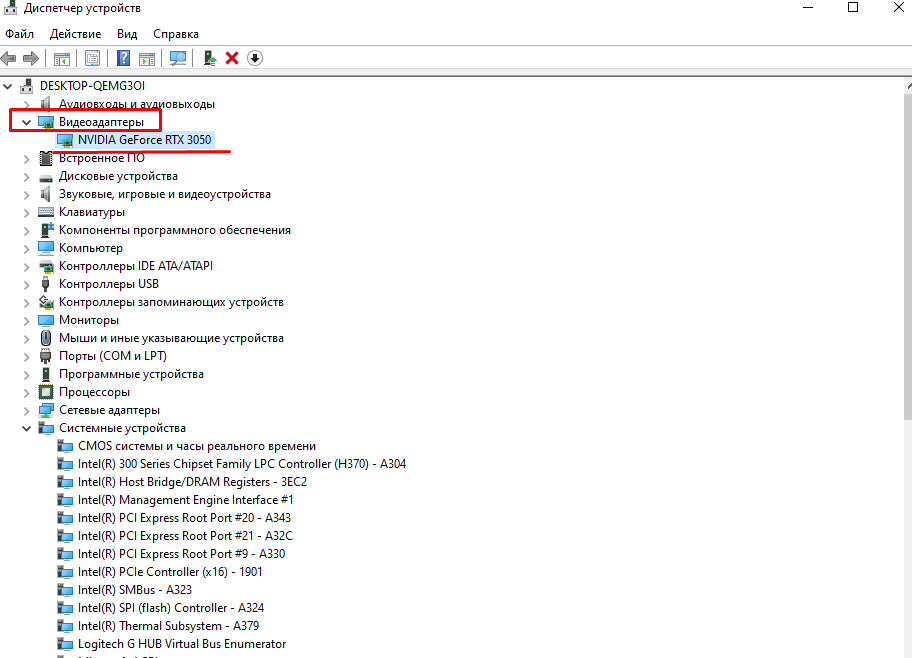 Диспетчер устройств
Файл Действие Вид Справка
DESKTOP-QEMG3OI
Аудиовходы и аудиовыходы
Видеоадаптеры
NVIDIA GeForce RTX 3050
Встроенное ПО
Дисковые устройства
Звуковые, игровые и видеоустройства
Клавиатуры
Компоненты программного обеспечения
Компьютер
Контроллеры IDE ATA/ATAPI
Контроллеры USB
Контроллеры запоминающих устройств
Мониторы
Мыши и иные указывающие устройства
Порты (COM и LPT)
Программные устройства
Процессоры
Сетевые адаптеры
Системные устройства
CMOS системы и часы реального времени
Intel(R) 300 Series Chipset Family LPC Controller (H370) - A304
Intel(R) Host Bridge/DRAM Registers - 3EC2
Intel(R) Management Engine Interface #1
Intel(R) PCI Express Root Port #20 - A343
Intel(R) PCI Express Root Port #21 - A32C
Intel(R) PCI Express Root Port #9 - A330
Intel(R) PCIe Controller (x16) - 1901
Intel(R) SMBus - A323
Intel(R) SPI (flash) Controller - A324
Intel(R) Thermal Subsystem - A379
Logitech G HUB Virtual Bus Enumerator